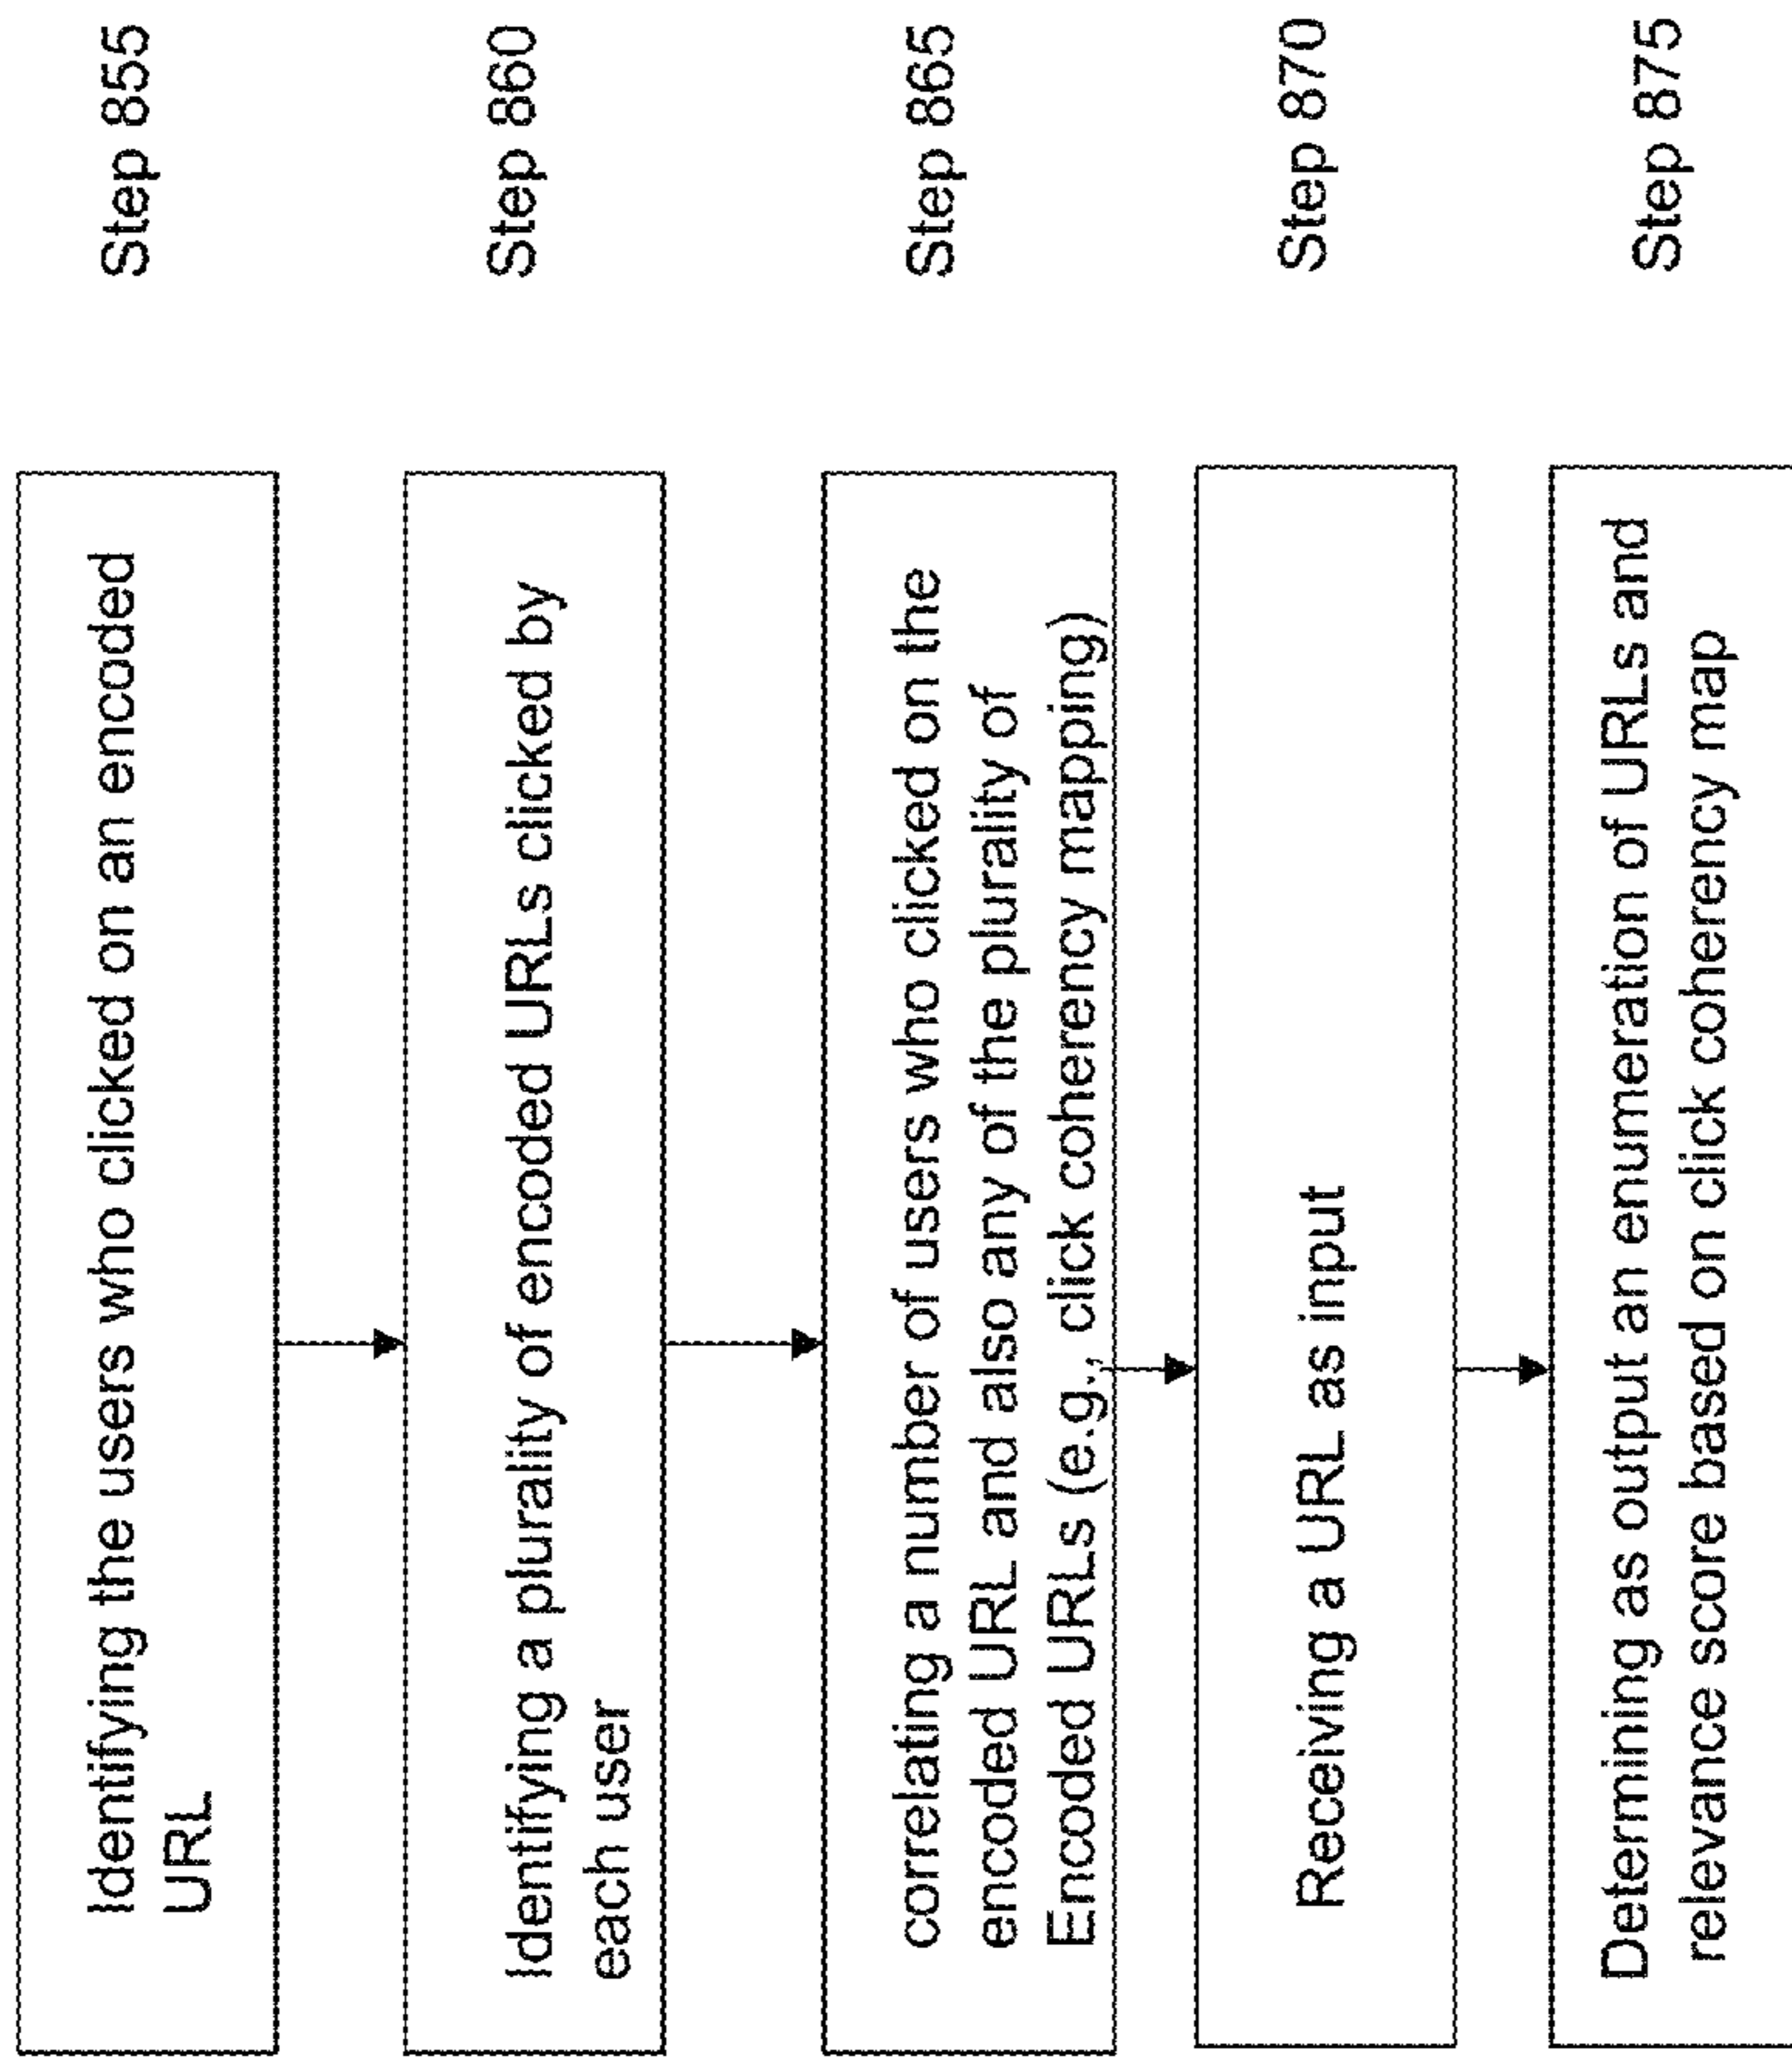 Identifying the users who clicked on an encoded
URL
Step 855
Identifying a plurality of encoded URLs clicked by
each user
Step 860
correlating a number of users who clicked on the
encoded URL and also any of the plurality of
Encoded URLs (e.g., click coherency mapping)
Step 865
Receiving a URL as input
Step 870
Determining as output an enumeration of URLs and
relevance score based on click coherency map
Step 875